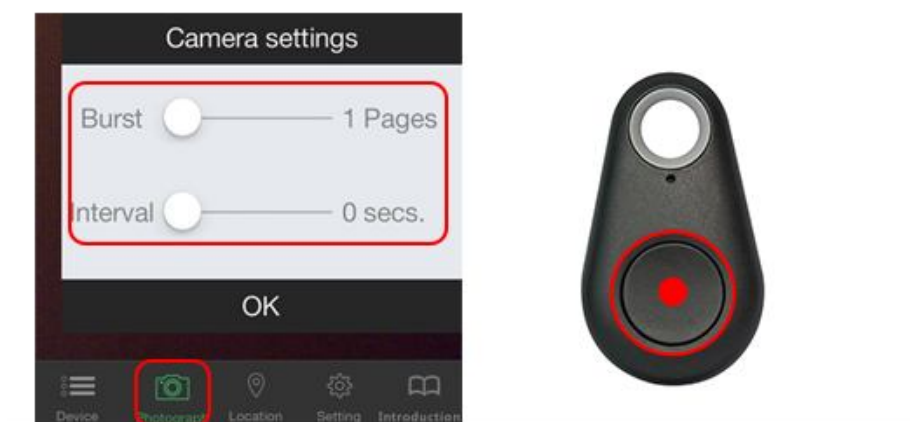 Camera settings
Burst 1 Pages
Interval 0 secs.
OK
Device Photograph Location Setting Introduction